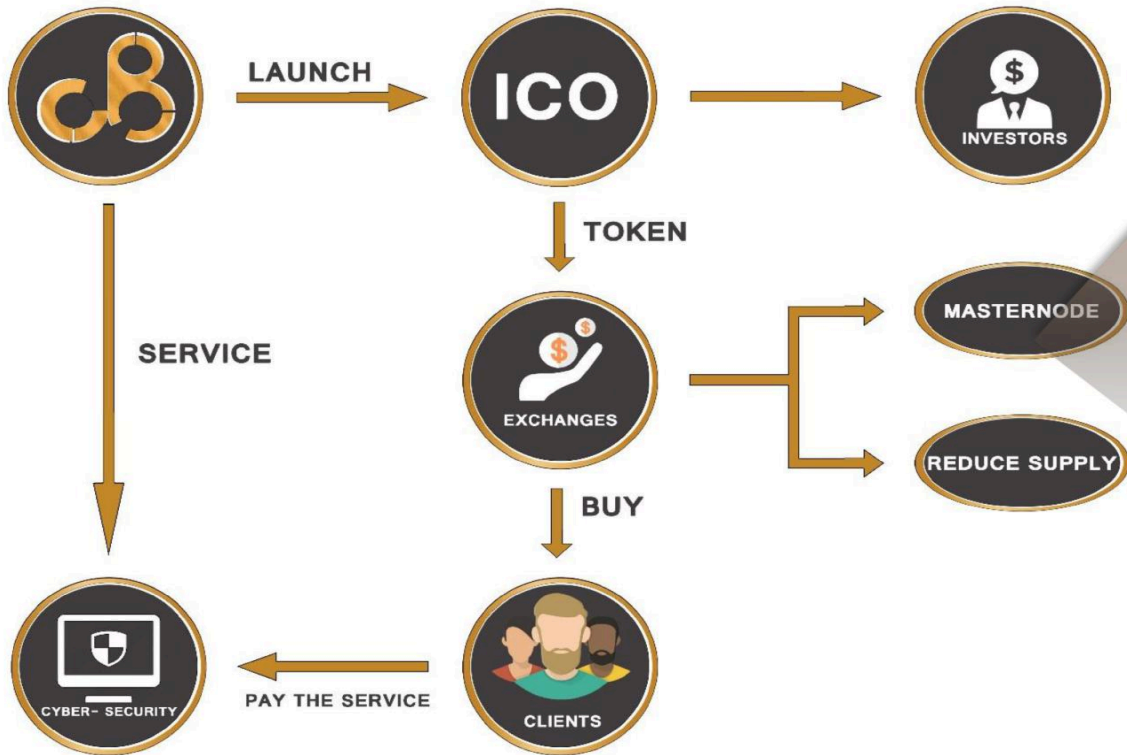 LAUNCH
ICO
$
INVESTORS
TOKEN
MASTERNODE
SERVICE
$
$
EXCHANGES
REDUCE SUPPLY
BUY
CYBER- SECURITY
PAY THE SERVICE
CLIENTS